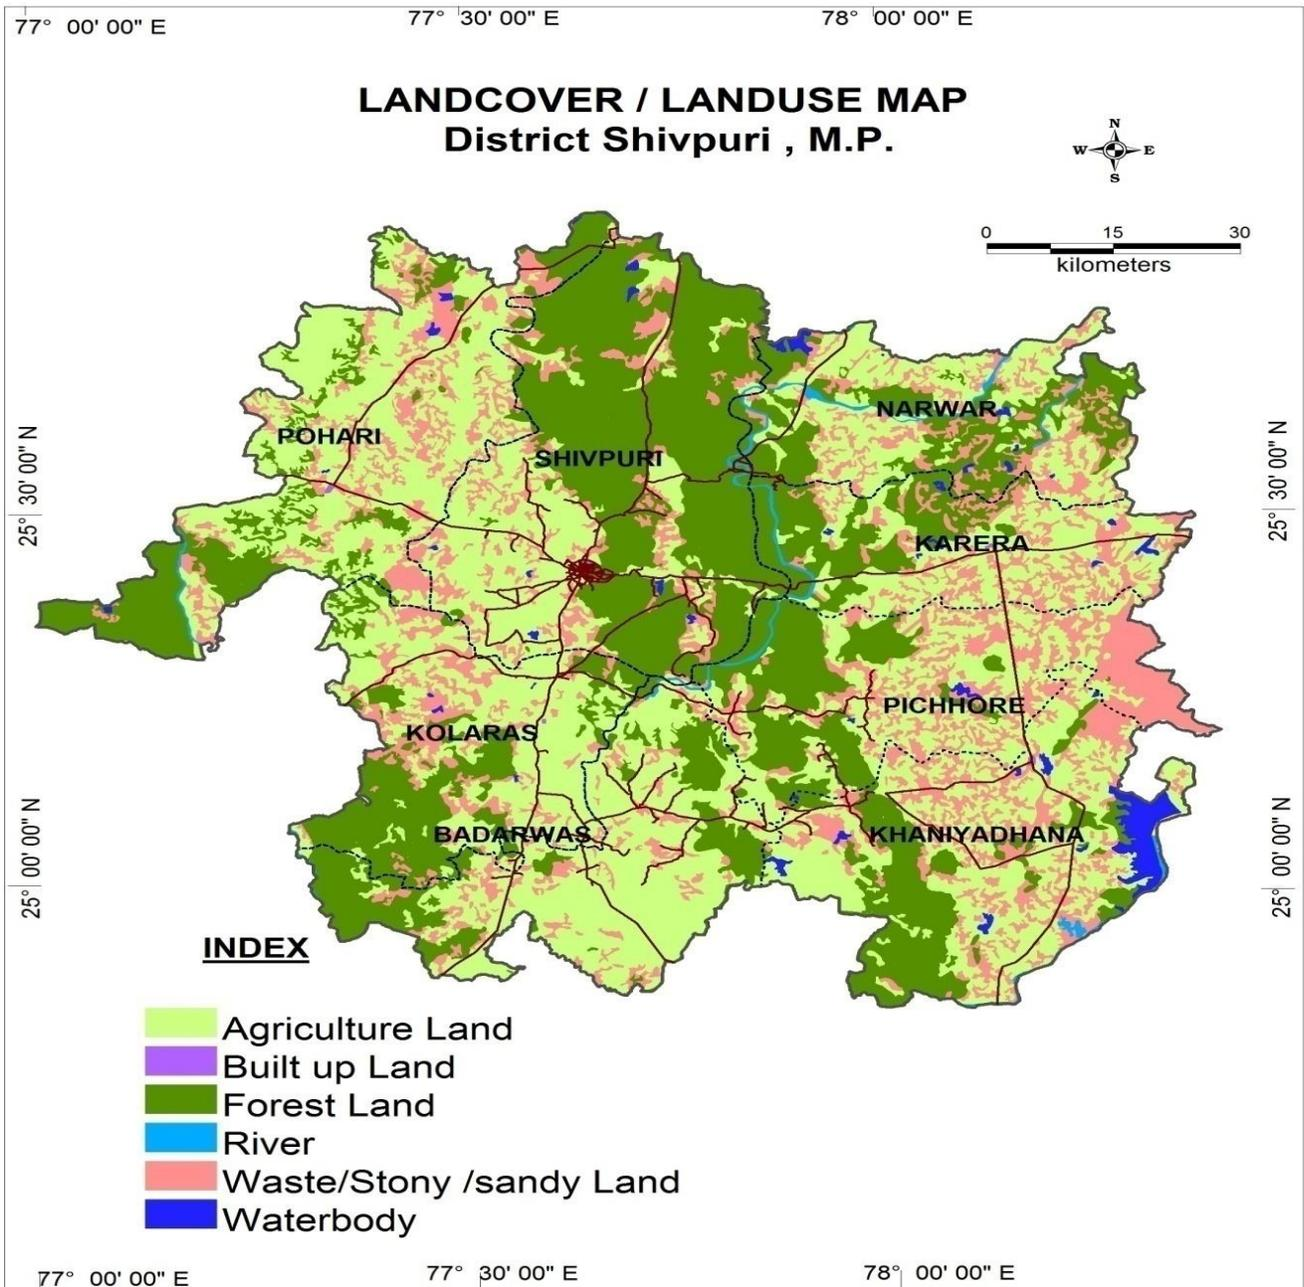 77° 00' 00" E
77° 30' 00" E
78° 00' 00" E
LANDCOVER / LANDUSE MAP
District Shivpuri , M.P.
N
W E
S
0 15 30
kilometers
NARWAR
POHARI
SHIVPURI
25° 30' 00" N
25° 30' 00" N
KARERA
PICHHORE
KOLARAS
BADARWAS
KHANIYADHANA
25° 00' 00" N
25° 00' 00" N
INDEX
Agriculture Land
Built up Land
Forest Land
River
Waste/Stony /sandy Land
Waterbody
77° 00' 00" E
77° 30' 00" E
78° 00' 00" E